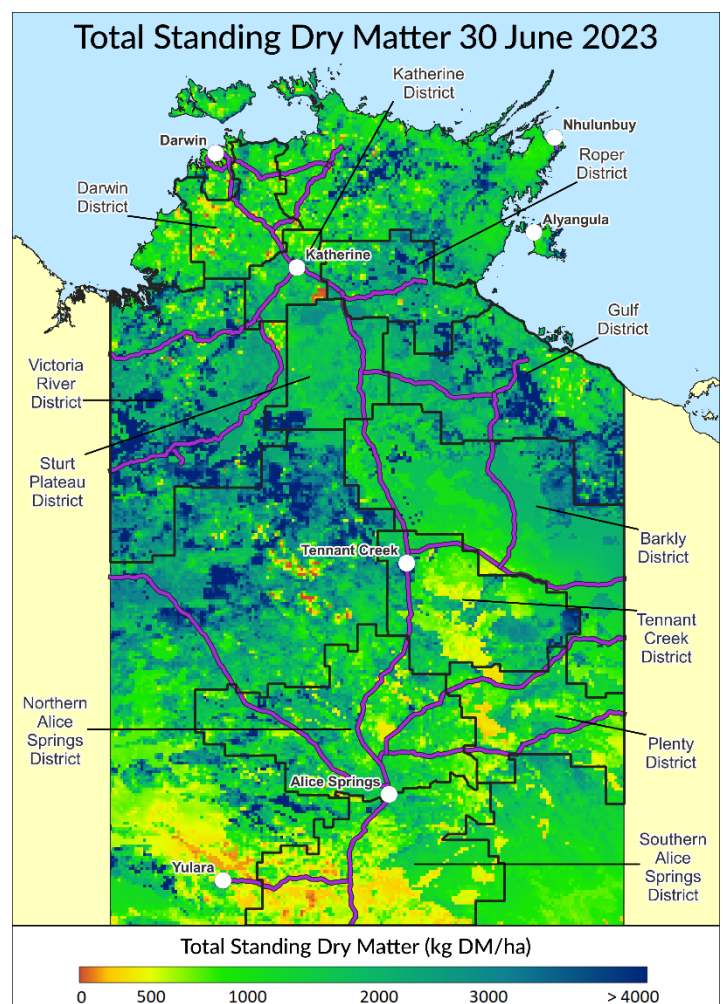 Total Standing Dry Matter 30 June 2023
Katherine
District
Darwin
Nhulunbuy
Roper
District
Darwin
District
Alyangula
Katherine
Gulf
District
Victoria
River
District
Sturt
Plateau
District
Barkly
District
Tennant Creek
Tennant
Creek
District
Northern
Alice
Springs
District
Plenty
District
Alice Springs
Southern
Alice
Springs
District
Yulara
Total Standing Dry Matter (kg DM/ha)
0 500 1000 2000 3000 > 4000